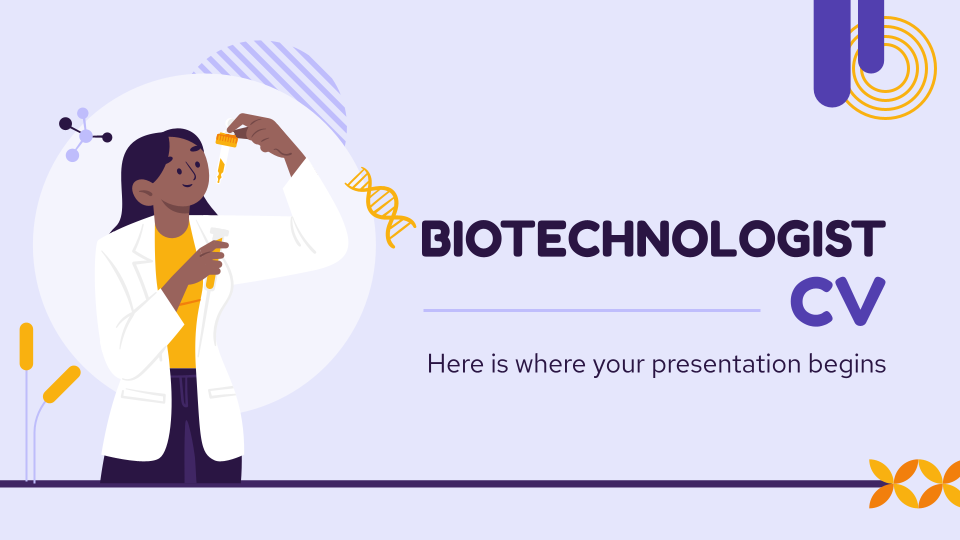 BIOTECHNOLOGIST
CV
Here is where your presentation begins